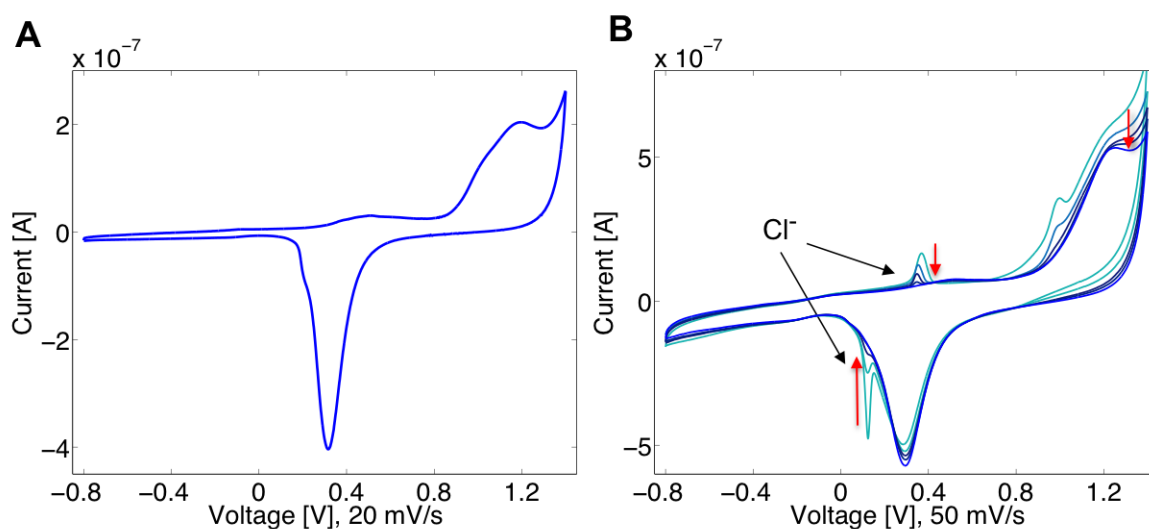 A
x 10⁻⁷
2
0
−2
−4
Current [A]
−0.8
−0.4
0
0.4
0.8
1.2
Voltage [V], 20 mV/s
B
x 10⁻⁷
5
0
−5
Current [A]
Cl⁻
−0.8
−0.4
0
0.4
0.8
1.2
Voltage [V], 50 mV/s